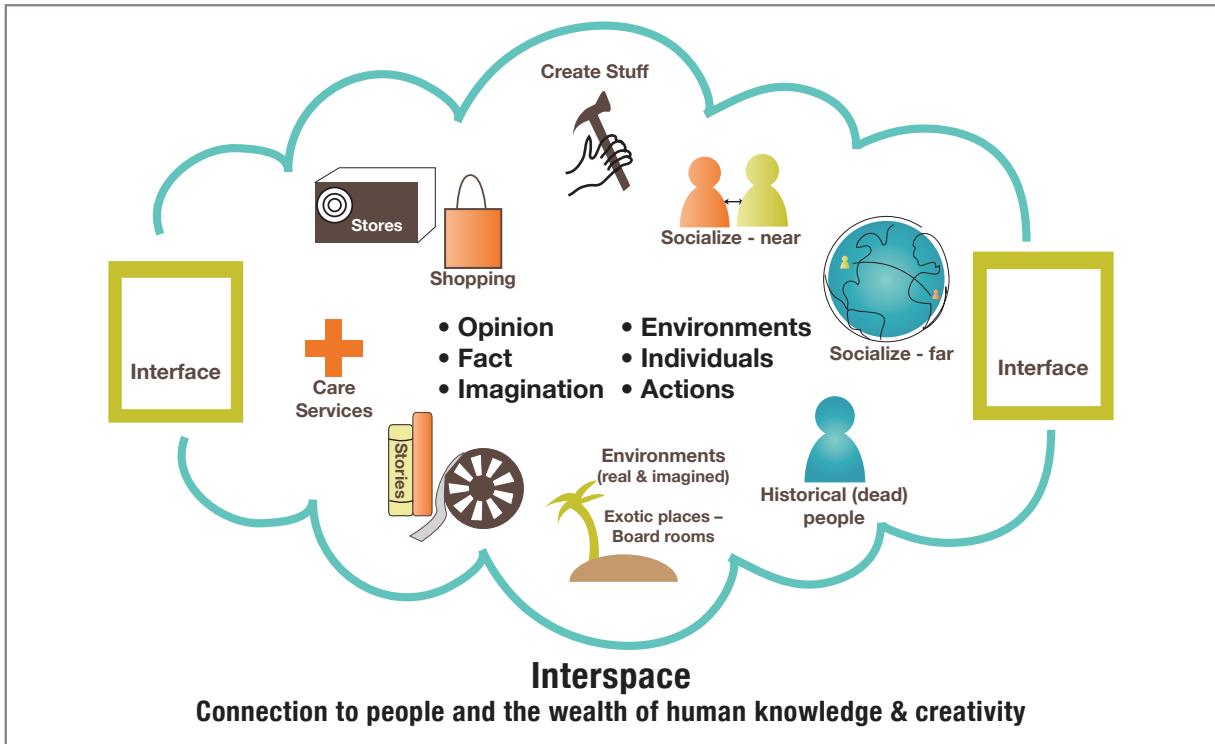 Create Stuff
Stores
Shopping
Socialize - near
Socialize - far
Interface
Care
Services
• Opinion
• Fact
• Imagination
• Environments
• Individuals
• Actions
Interface
Stories
Environments
(real & imagined)
Exotic places –
Board rooms
Historical (dead)
people
Interspace
Connection to people and the wealth of human knowledge & creativity